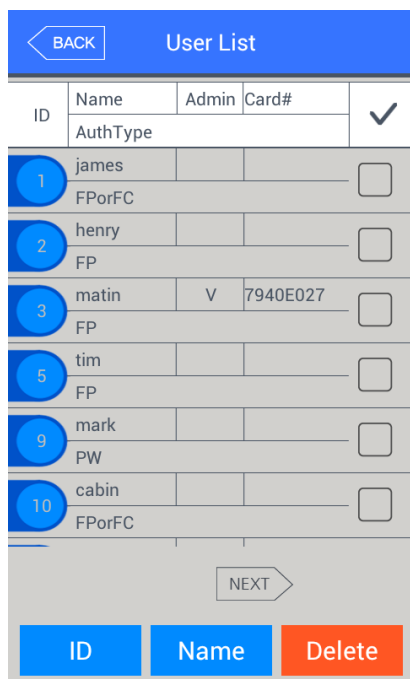 BACK User List
ID Name Admin Card#
AuthType
1 james
FPorFC
2 henry
FP
3 matin V 7940E027
FP
5 tim
FP
9 mark
PW
10 cabin
FPorFC
NEXT
ID Name Delete